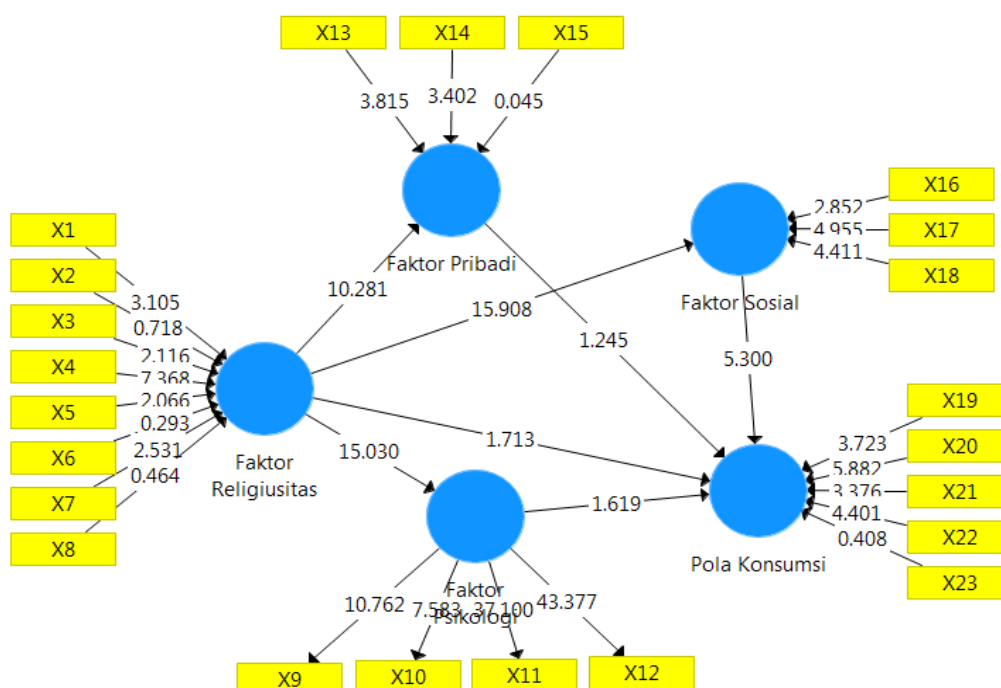 X13
X14
X15
3.815
3.402
0.045
Faktor Pribadi
X16
X17
X18
2.852
4.955
4.411
Faktor Sosial
X1
X2
X3
X4
X5
X6
X7
X8
3.105
0.718
2.116
7.368
2.066
0.293
2.531
0.464
Faktor
Religiusitas
10.281
15.908
1.245
5.300
1.713
15.030
1.619
X19
X20
X21
X22
X23
3.723
5.882
3.376
4.401
0.408
Pola Konsumsi
Faktor
Psikologi
10.762
7.583
37.100
43.377
X9
X10
X11
X12